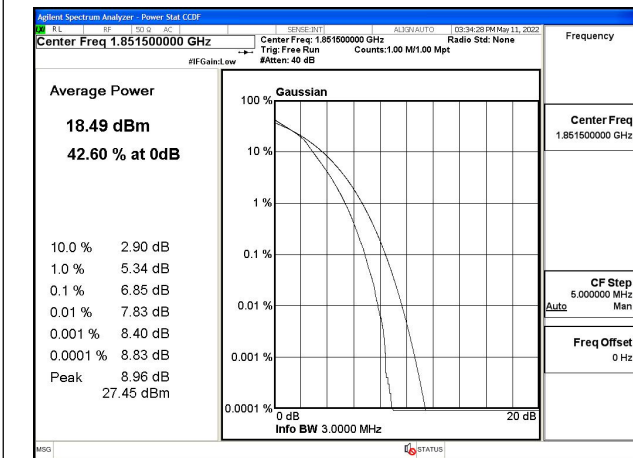 Agilent Spectrum Analyzer - Power Stat CCDF
RL RF 50 Ω AC SENSE:INT ALIGN AUTO 03:34:28 PM May 11, 2022
Center Freq 1.851500000 GHz
Center Freq: 1.851500000 GHz Radio Std: None
Trig: Free Run Counts:1.00 M/1.00 Mpt
#IFGain:Low #Atten: 40 dB
Frequency
Average Power
18.49 dBm
42.60 % at 0dB
10.0 % 2.90 dB
1.0 % 5.34 dB
0.1 % 6.85 dB
0.01 % 7.83 dB
0.001 % 8.40 dB
0.0001 % 8.83 dB
Peak 8.96 dB
27.45 dBm
Gaussian
100 %
10 %
1 %
0.1 %
0.01 %
0.001 %
0.0001 %
0 dB 20 dB
Info BW 3.0000 MHz
Center Freq
1.851500000 GHz
CF Step
5.000000 MHz
Auto Man
Freq Offset
0 Hz
MSG STATUS